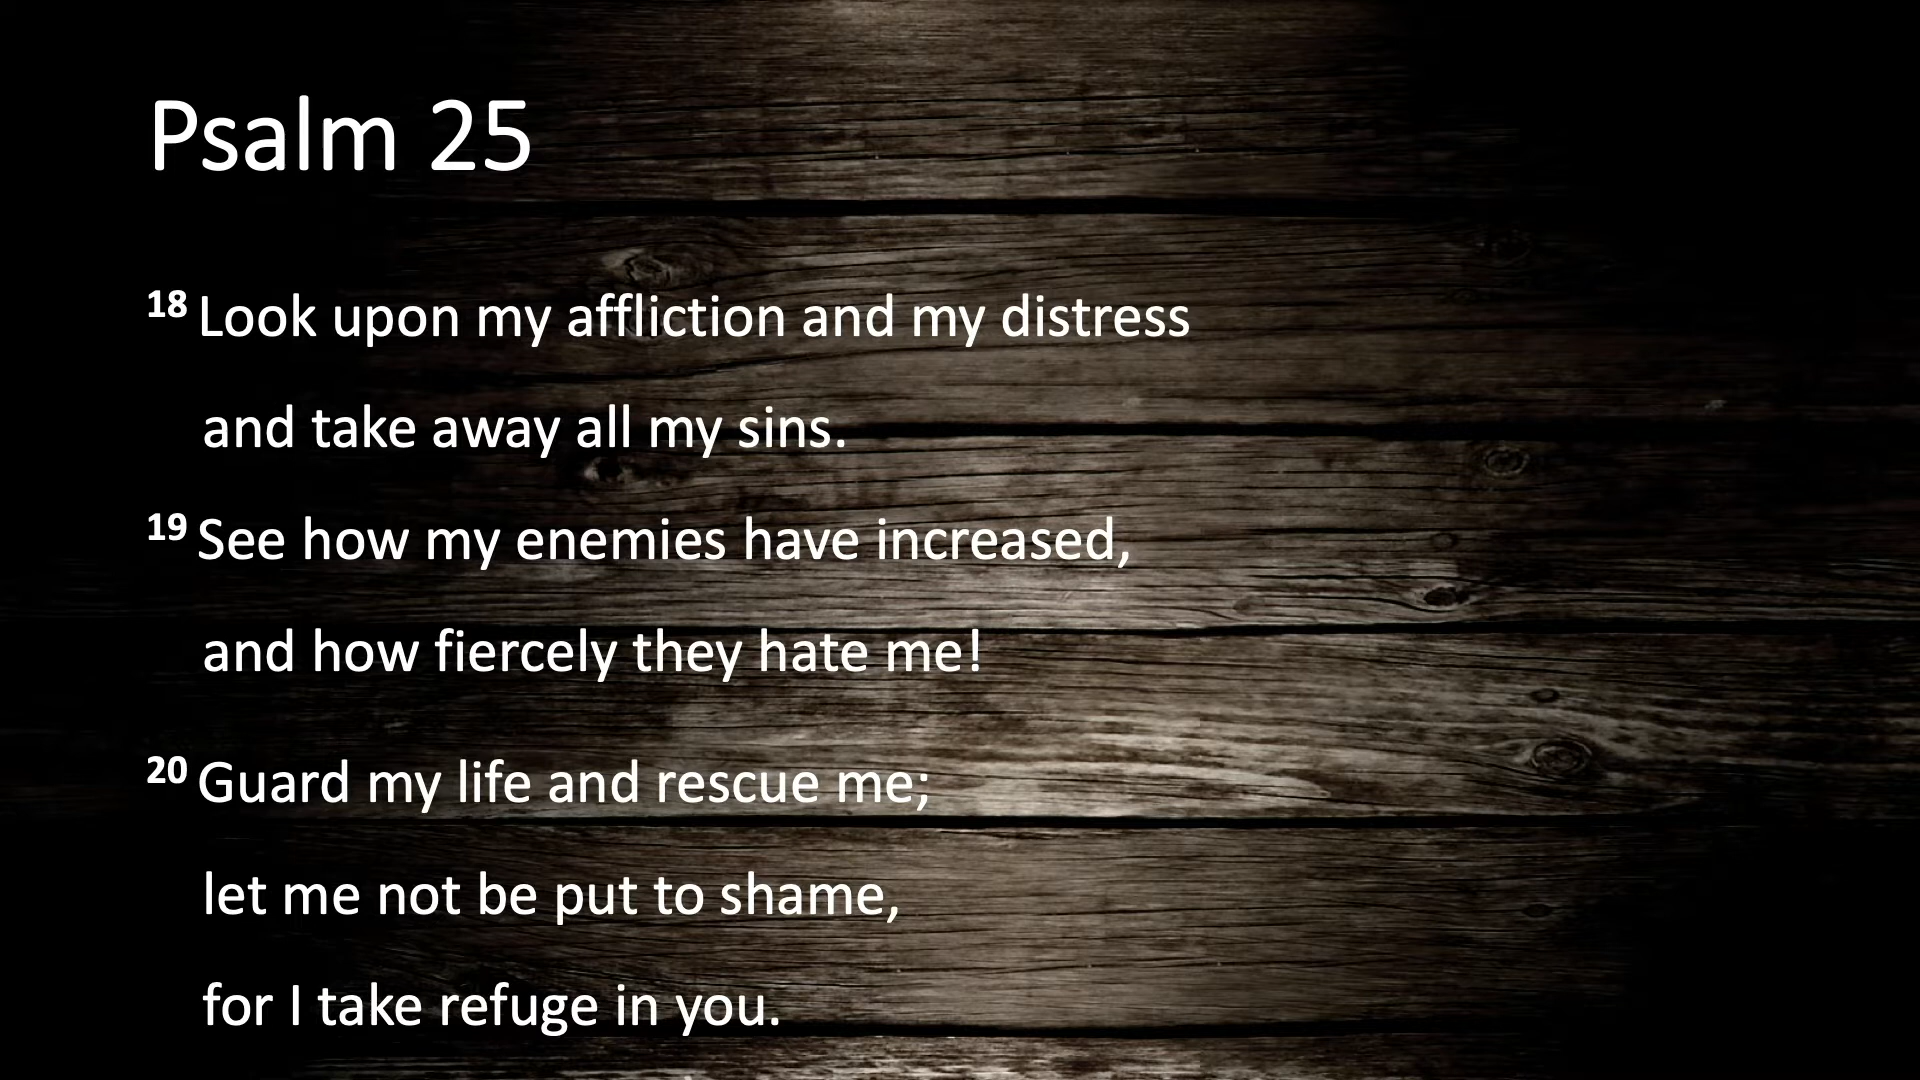 Psalm 25
18 Look upon my affliction and my distress
and take away all my sins.
19 See how my enemies have increased,
and how fiercely they hate me!
20 Guard my life and rescue me;
let me not be put to shame,
for I take refuge in you.